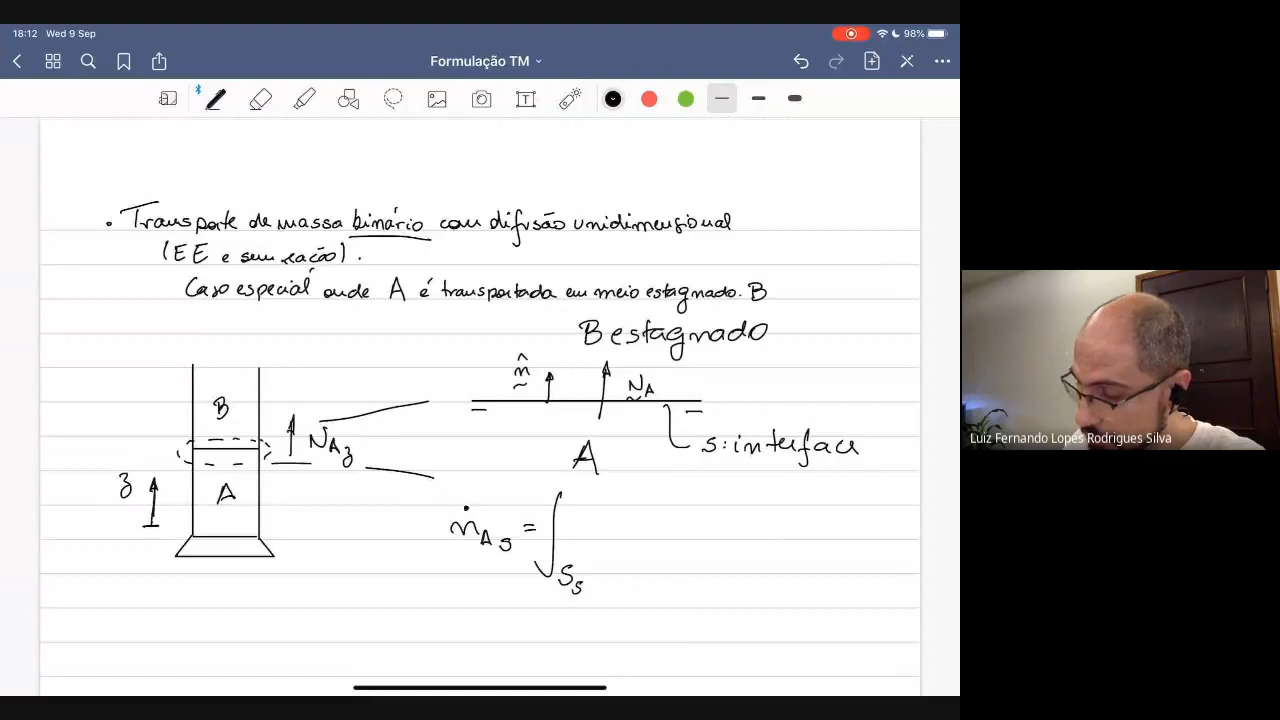 18:12 Wed 9 Sep
98%
Formulação TM
. Transporte de massa binário com difusão unidimensional
(EE e sem reação).
Caso especial onde A é transportada em meio estagnado. B
B estagnado
n̂
N_A
B
N_Az
s: interface
A
z
A
ṅ_As = ∫_Ss
Luiz Fernando Lopes Rodrigues Silva